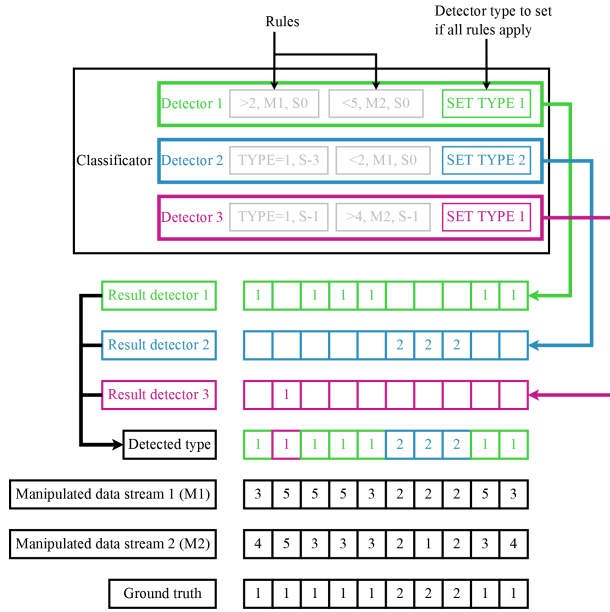 Rules
Detector type to set
if all rules apply
Classificator
Detector 1 >2, M1, S0 <5, M2, S0 SET TYPE 1
Detector 2 TYPE=1, S-3 <2, M1, S0 SET TYPE 2
Detector 3 TYPE=1, S-1 >4, M2, S-1 SET TYPE 1
Result detector 1 1 1 1 1 1 1
Result detector 2 2 2 2
Result detector 3 1
Detected type 1 1 1 1 1 2 2 2 1 1
Manipulated data stream 1 (M1) 3 5 5 5 3 2 2 2 5 3
Manipulated data stream 2 (M2) 4 5 3 3 3 2 1 2 3 4
Ground truth 1 1 1 1 1 2 2 2 1 1